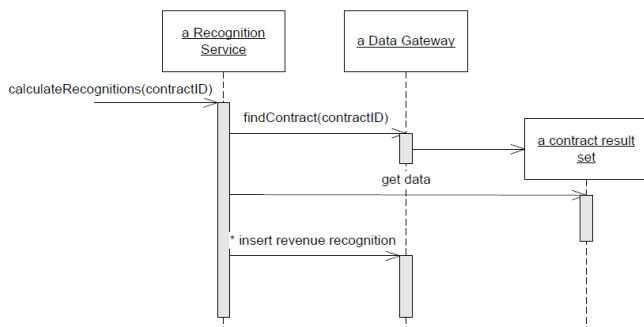 a Recognition
Service
a Data Gateway
calculateRecognitions(contractID)
findContract(contractID)
a contract result
set
get data
* insert revenue recognition